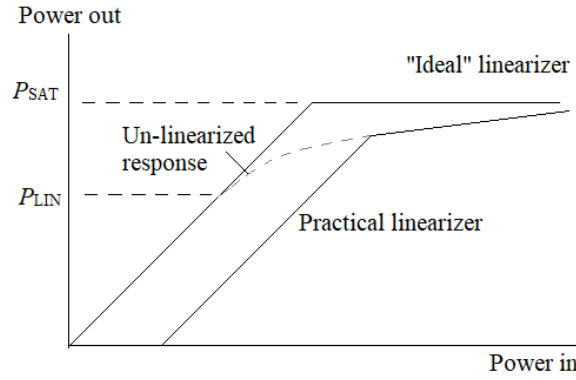 Power out
"Ideal" linearizer
PSAT
Un-linearized
response
PLIN
Practical linearizer
Power in